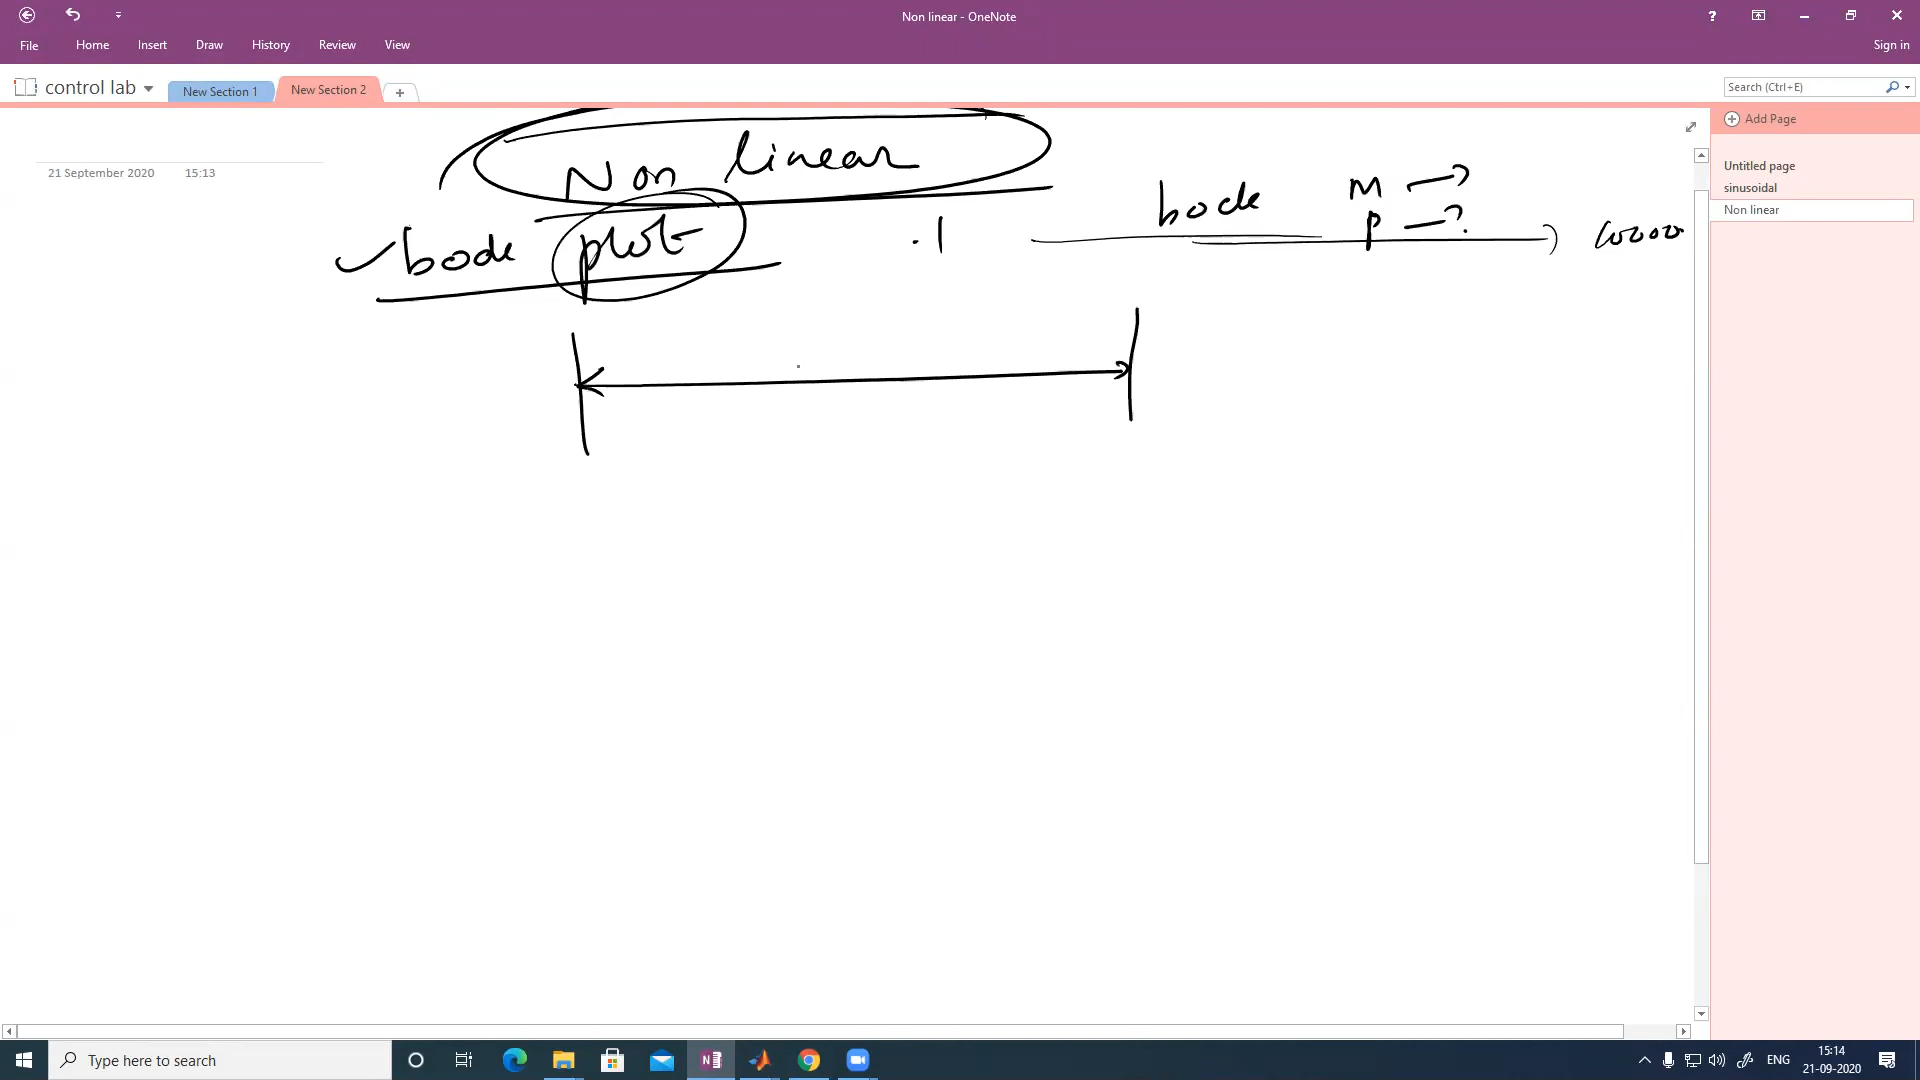 Non linear - OneNote
?
File Home Insert Draw History Review View
Sign in
control lab
New Section 1
New Section 2
Search (Ctrl+E)
Add Page
Untitled page
sinusoidal
Non linear
21 September 2020 15:13
Non linear
bode plot
.1
bode
M → ?
P → ?
Type here to search
ENG
15:14
21-09-2020